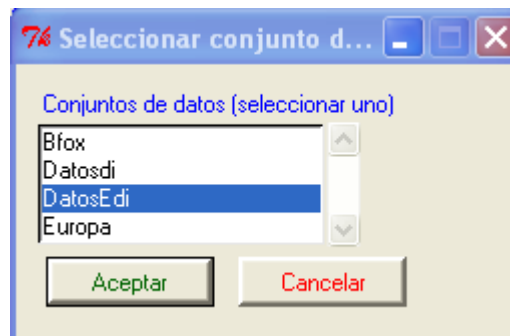 Seleccionar conjunto d...
Conjuntos de datos (seleccionar uno)
Bfox
Datosdi
DatosEdi
Europa
Aceptar Cancelar